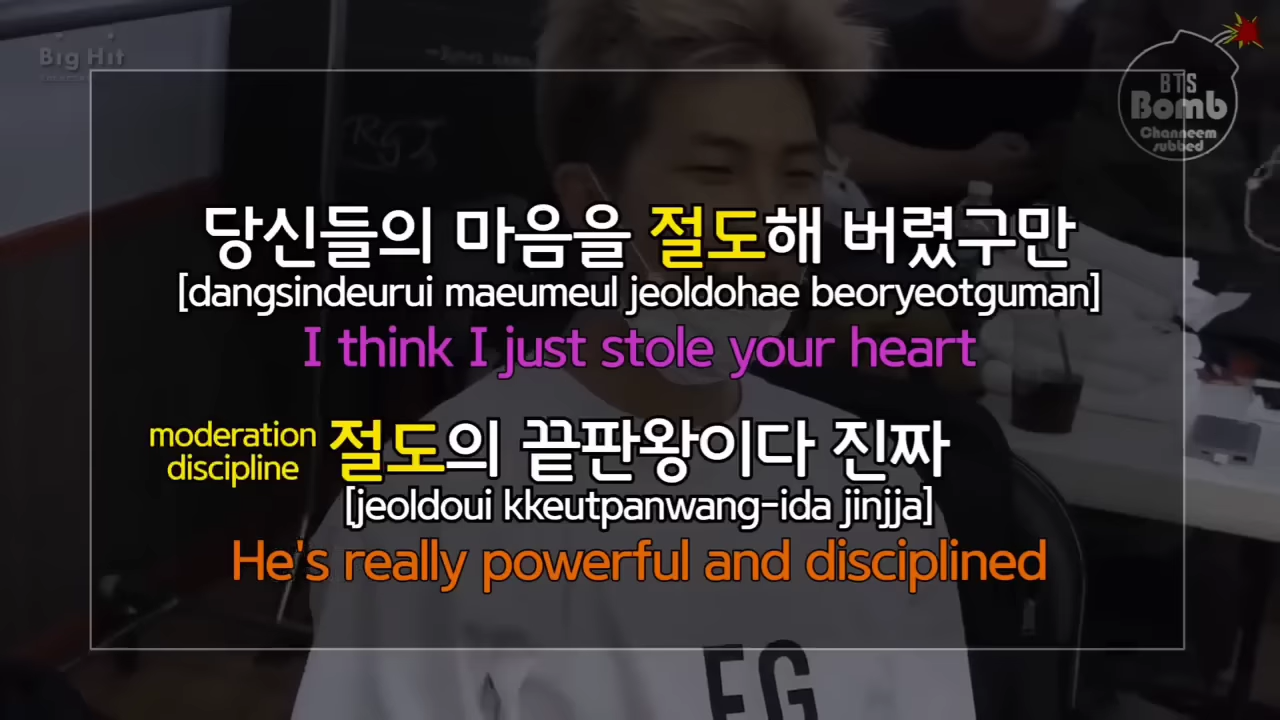 Big Hit
BTS
Bomb
Channeem
subbed
당신들의 마음을 절도해 버렸구만
[dangsindeurui maeumeul jeoldohae beoryeotguman]
I think I just stole your heart
moderation
discipline
절도의 끝판왕이다 진짜
[jeoldoui kkeutpanwang-ida jinjja]
He's really powerful and disciplined
FG